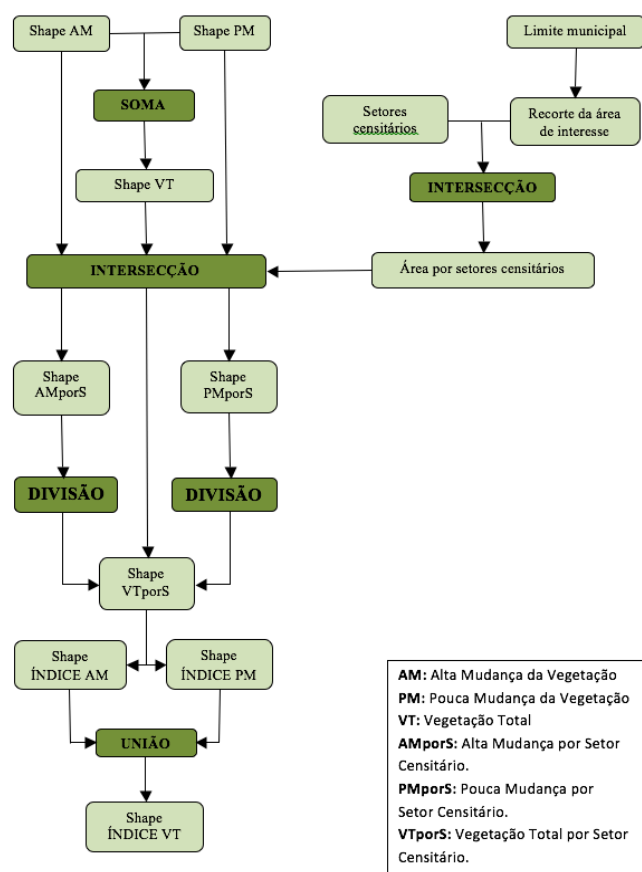 Shape AM
Shape PM
Limite municipal
SOMA
Setores
censitários
Recorte da área
de interesse
Shape VT
INTERSECÇÃO
INTERSECÇÃO
Área por setores censitários
Shape
AMporS
Shape
PMporS
DIVISÃO
DIVISÃO
Shape
VTporS
Shape
ÍNDICE AM
Shape
ÍNDICE PM
UNIÃO
Shape
ÍNDICE VT
AM: Alta Mudança da Vegetação
PM: Pouca Mudança da Vegetação
VT: Vegetação Total
AMporS: Alta Mudança por Setor
Censitário.
PMporS: Pouca Mudança por
Setor Censitário.
VTporS: Vegetação Total por Setor
Censitário.